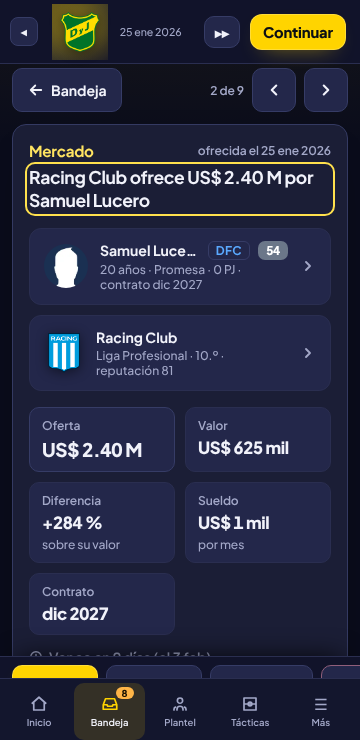 DyJ
25 ene 2026
Continuar
Bandeja
2 de 9
Mercado
ofrecida el 25 ene 2026
Racing Club ofrece US$ 2.40 M por
Samuel Lucero
Samuel Luce...
DFC
54
20 años · Promesa · 0 PJ ·
contrato dic 2027
RACING
Racing Club
Liga Profesional · 10.º ·
reputación 81
Oferta
US$ 2.40 M
Valor
US$ 625 mil
Diferencia
+284 %
sobre su valor
Sueldo
US$ 1 mil
por mes
Contrato
dic 2027
8
Inicio
Bandeja
Plantel
Tácticas
Más